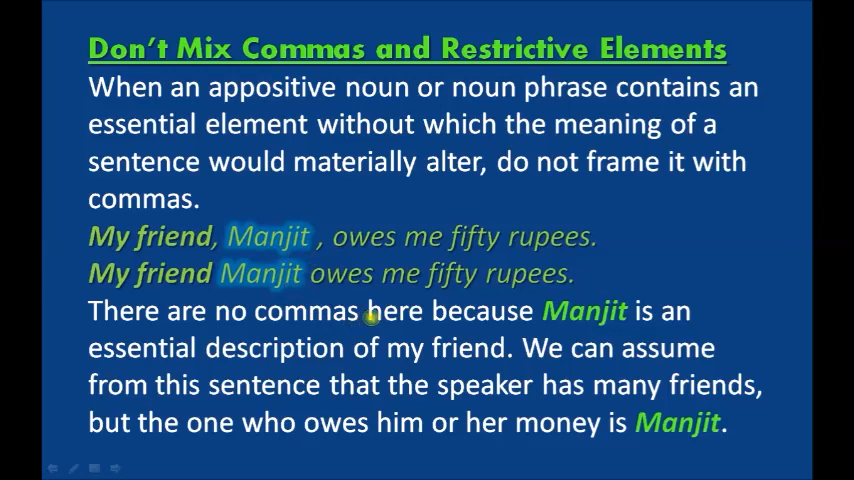 Don't Mix Commas and Restrictive Elements
When an appositive noun or noun phrase contains an
essential element without which the meaning of a
sentence would materially alter, do not frame it with
commas.
My friend, Manjit , owes me fifty rupees.
My friend Manjit owes me fifty rupees.
There are no commas here because Manjit is an
essential description of my friend. We can assume
from this sentence that the speaker has many friends,
but the one who owes him or her money is Manjit.